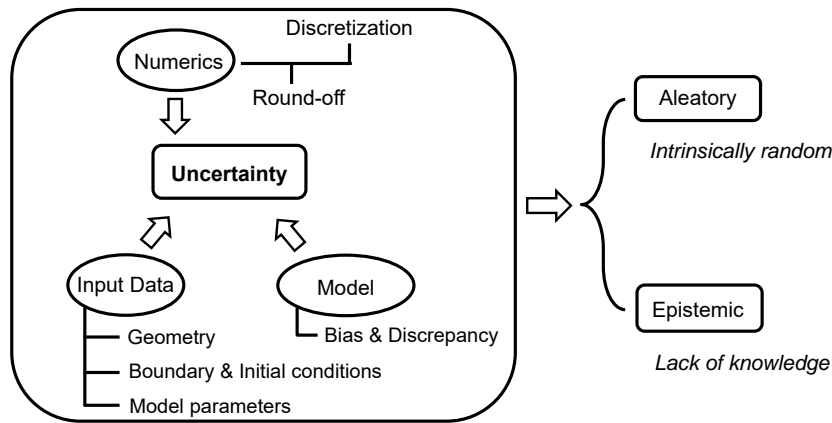 Discretization
Numerics
Round-off
Uncertainty
Input Data
Model
Geometry
Bias & Discrepancy
Boundary & Initial conditions
Model parameters
Aleatory
Intrinsically random
Epistemic
Lack of knowledge